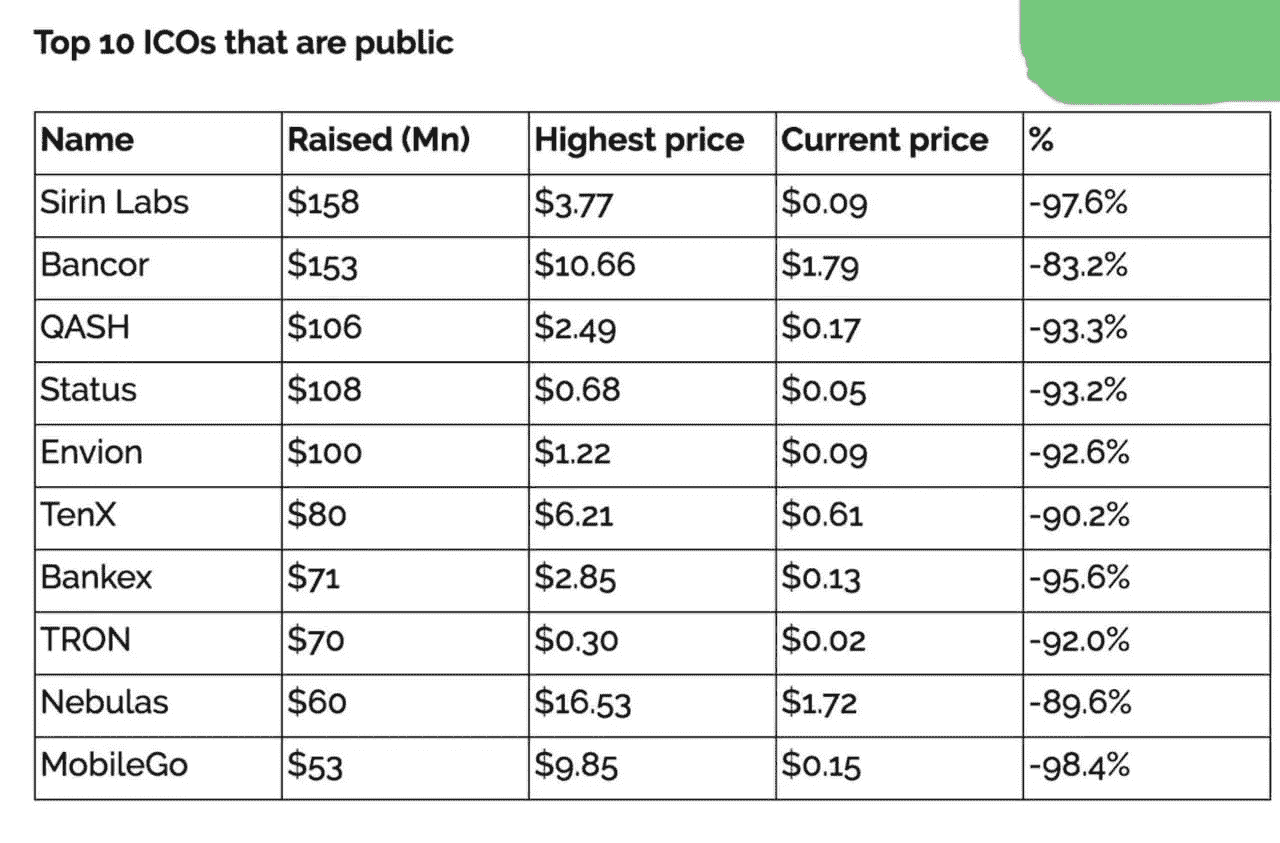 Top 10 ICOs that are public
Name Raised (Mn) Highest price Current price %
Sirin Labs $158 $3.77 $0.09 -97.6%
Bancor $153 $10.66 $1.79 -83.2%
QASH $106 $2.49 $0.17 -93.3%
Status $108 $0.68 $0.05 -93.2%
Envion $100 $1.22 $0.09 -92.6%
TenX $80 $6.21 $0.61 -90.2%
Bankex $71 $2.85 $0.13 -95.6%
TRON $70 $0.30 $0.02 -92.0%
Nebulas $60 $16.53 $1.72 -89.6%
MobileGo $53 $9.85 $0.15 -98.4%